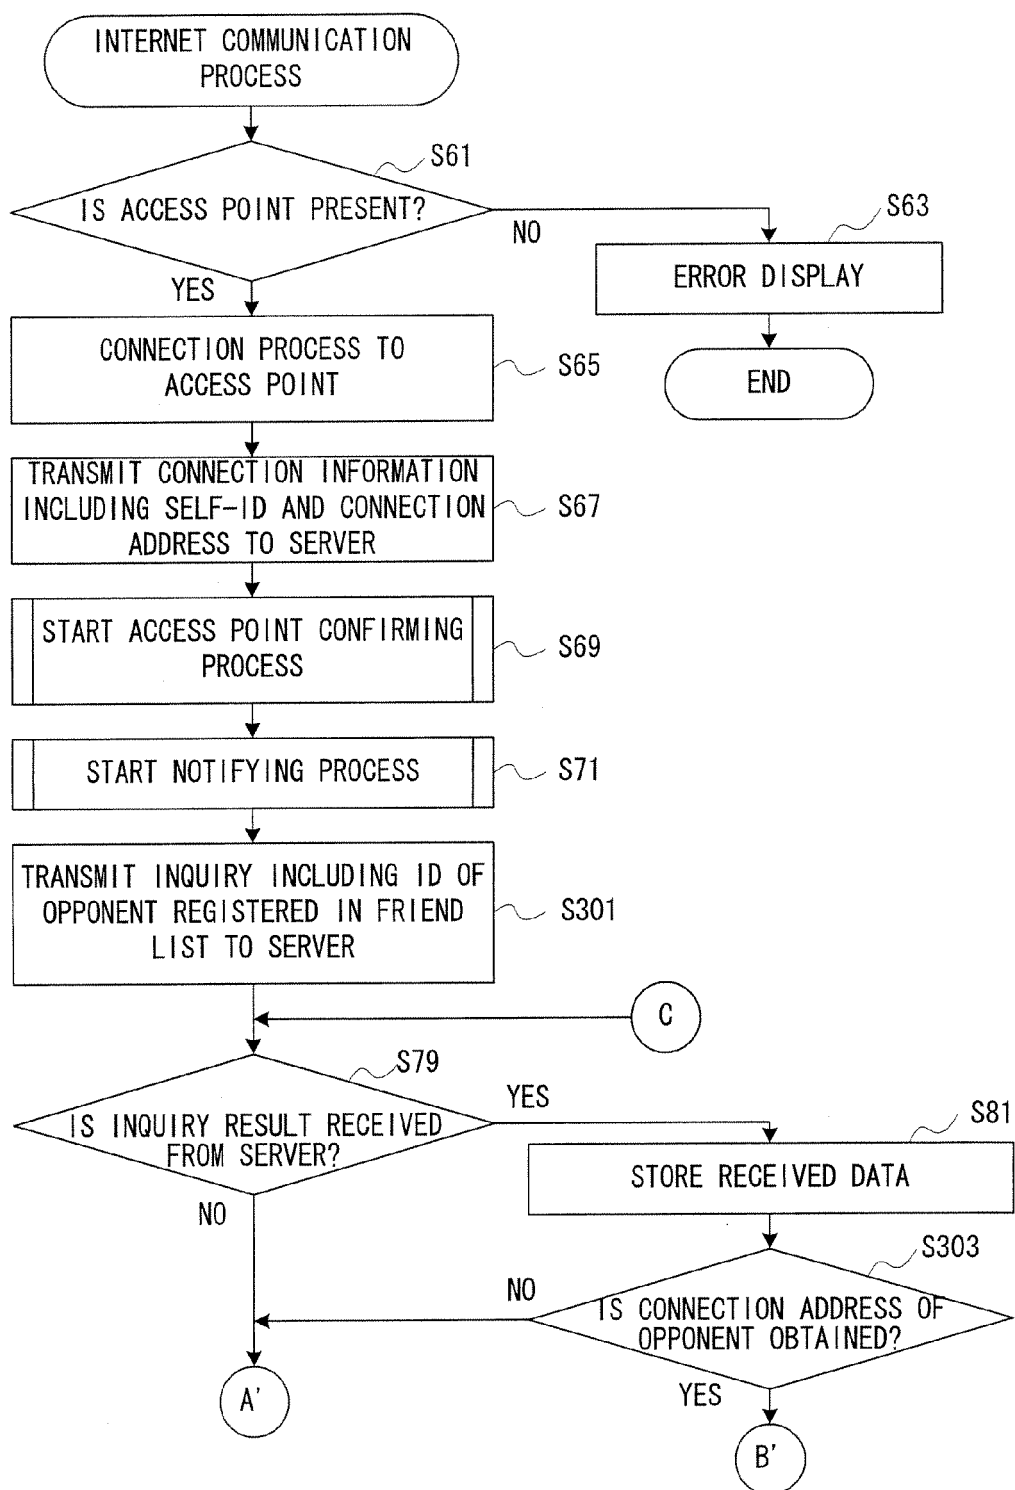 INTERNET COMMUNICATION
PROCESS
S61
IS ACCESS POINT PRESENT?
NO
S63
ERROR DISPLAY
END
YES
CONNECTION PROCESS TO
ACCESS POINT
S65
TRANSMIT CONNECTION INFORMATION
INCLUDING SELF-ID AND CONNECTION
ADDRESS TO SERVER
S67
START ACCESS POINT CONFIRMING
PROCESS
S69
START NOTIFYING PROCESS
S71
TRANSMIT INQUIRY INCLUDING ID OF
OPPONENT REGISTERED IN FRIEND
LIST TO SERVER
S301
C
S79
IS INQUIRY RESULT RECEIVED
FROM SERVER?
YES
S81
STORE RECEIVED DATA
NO
S303
IS CONNECTION ADDRESS OF
OPPONENT OBTAINED?
NO
YES
A'
B'